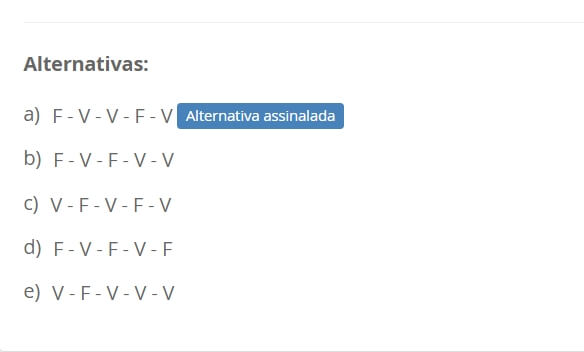 Alternativas:
a) F - V - V - F - V Alternativa assinalada
b) F - V - F - V - V
c) V - F - V - F - V
d) F - V - F - V - F
e) V - F - V - V - V